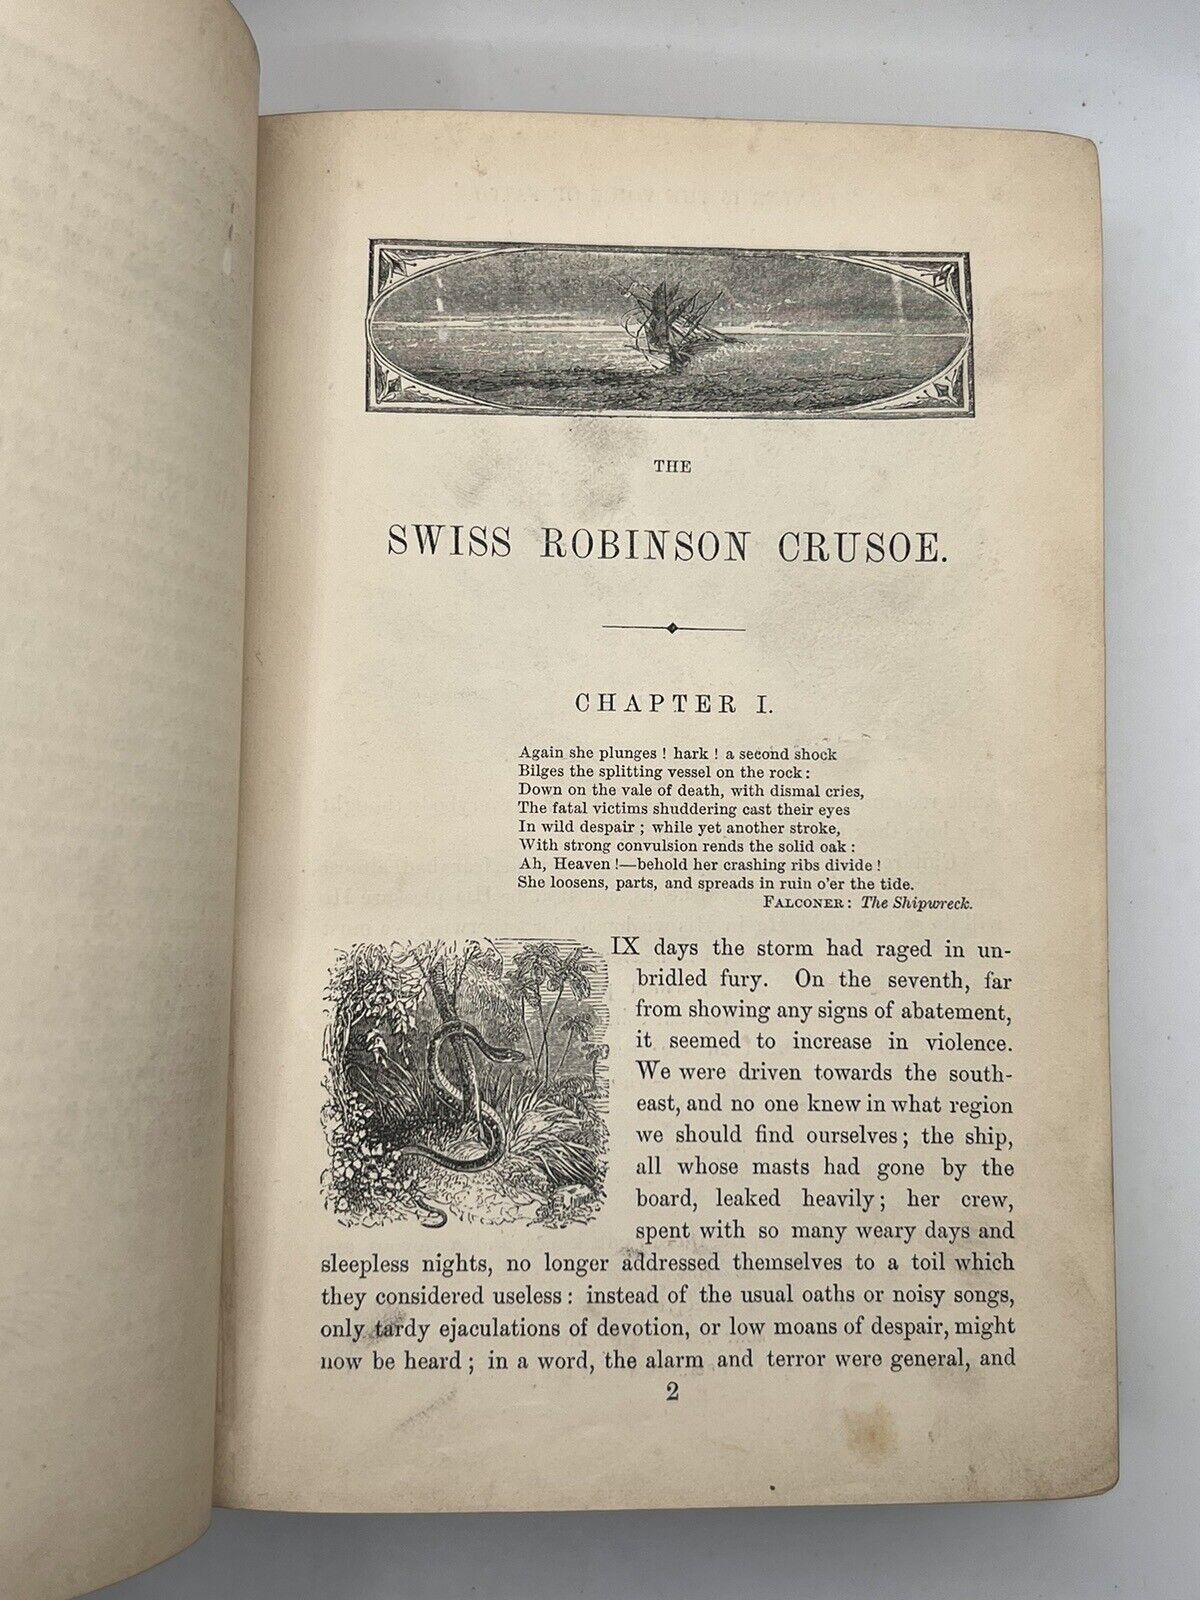 THE
SWISS ROBINSON CRUSOE.
CHAPTER I.
Again she plunges ! hark ! a second shock
Bilges the splitting vessel on the rock :
Down on the vale of death, with dismal cries,
The fatal victims shuddering cast their eyes
In wild despair ; while yet another stroke,
With strong convulsion rends the solid oak :
Ah, Heaven !—behold her crashing ribs divide !
She loosens, parts, and spreads in ruin o'er the tide.
FALCONER : The Shipwreck.
SIX days the storm had raged in un-
bridled fury. On the seventh, far
from showing any signs of abatement,
it seemed to increase in violence.
We were driven towards the south-
east, and no one knew in what region
we should find ourselves ; the ship,
all whose masts had gone by the
board, leaked heavily ; her crew,
spent with so many weary days and
sleepless nights, no longer addressed themselves to a toil which
they considered useless : instead of the usual oaths or noisy songs,
only tardy ejaculations of devotion, or low moans of despair, might
now be heard ; in a word, the alarm and terror were general, and
2